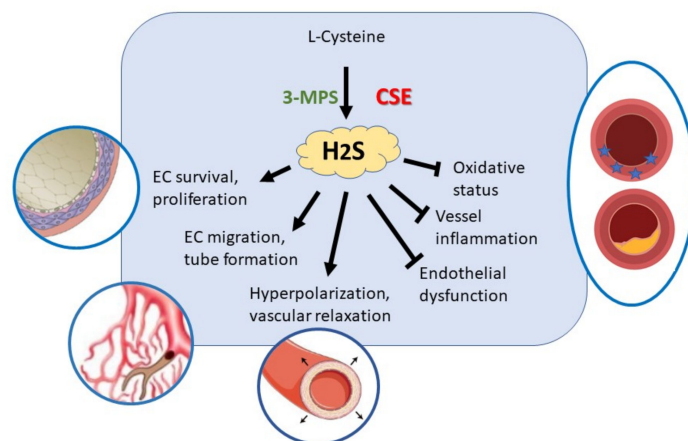 L-Cysteine
3-MPS CSE
H2S
EC survival,
proliferation
EC migration,
tube formation
Hyperpolarization,
vascular relaxation
Oxidative
status
Vessel
inflammation
Endothelial
dysfunction